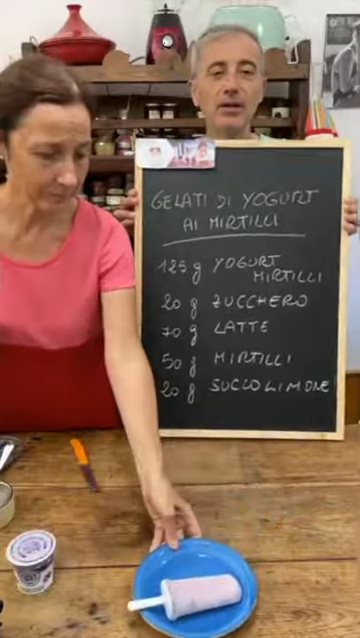 GELATI DI YOGURT
AI MIRTILLI
125 g YOGURT
MIRTILLI
20 g ZUCCHERO
70 g LATTE
50 g MIRTILLI
20 g SUCCO LIMONE